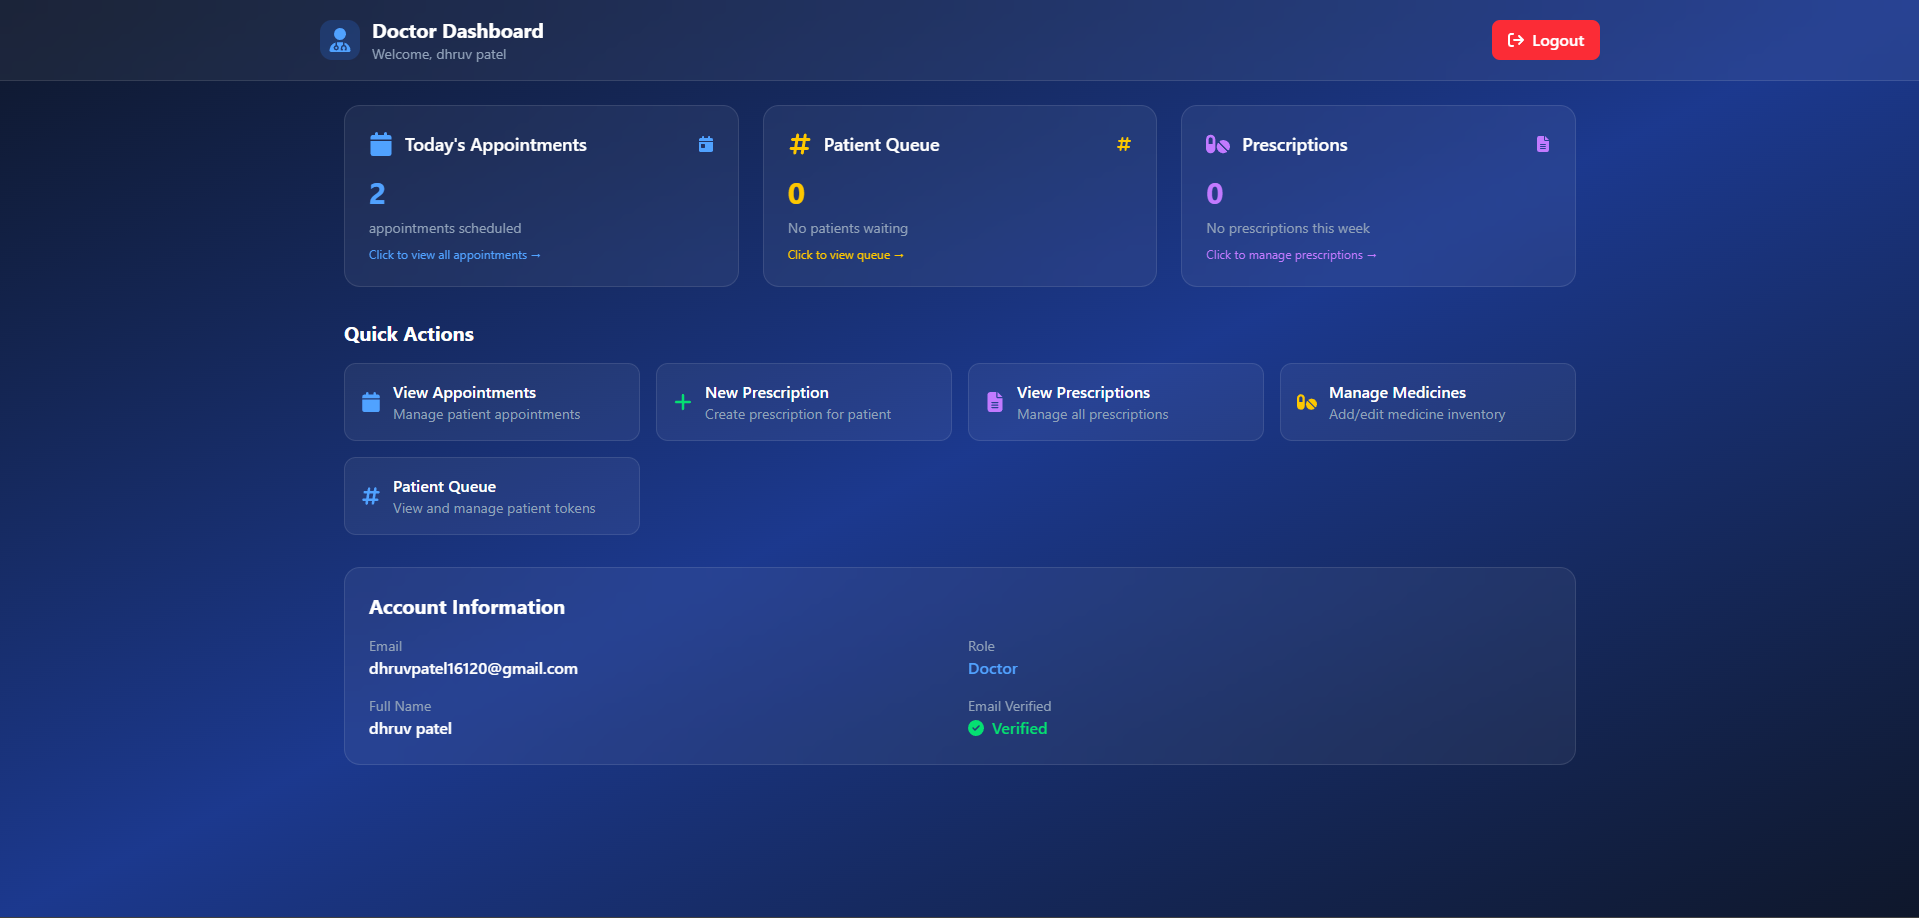 Doctor Dashboard
Welcome, dhruv patel
Logout
Today's Appointments
2
appointments scheduled
Click to view all appointments →
Patient Queue
0
No patients waiting
Click to view queue →
Prescriptions
0
No prescriptions this week
Click to manage prescriptions →
Quick Actions
View Appointments
Manage patient appointments
New Prescription
Create prescription for patient
View Prescriptions
Manage all prescriptions
Manage Medicines
Add/edit medicine inventory
Patient Queue
View and manage patient tokens
Account Information
Email
dhruvpatel16120@gmail.com
Role
Doctor
Full Name
dhruv patel
Email Verified
Verified